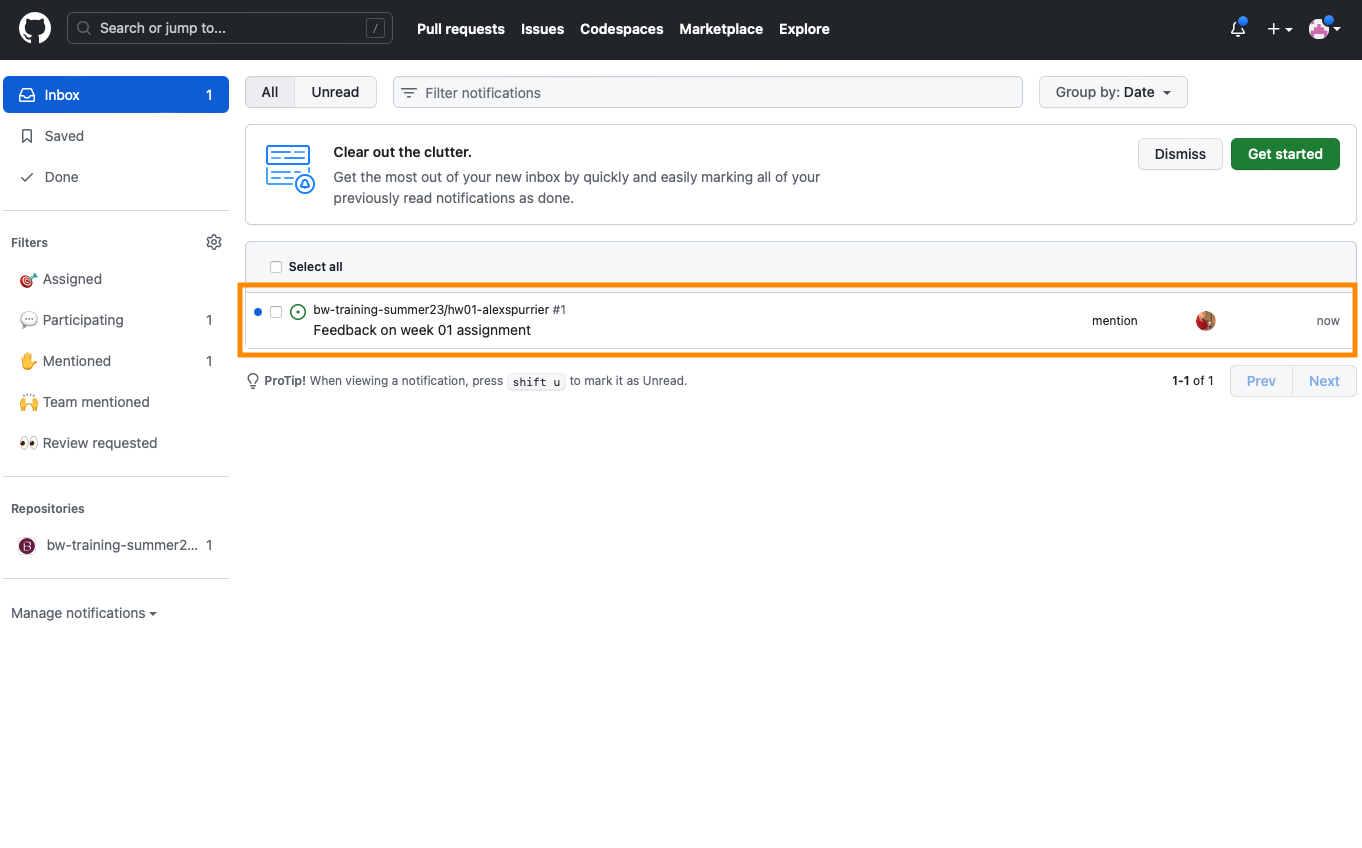 Search or jump to... /
Pull requests Issues Codespaces Marketplace Explore
Inbox 1
Saved
Done
Filters
Assigned
Participating 1
Mentioned 1
Team mentioned
Review requested
Repositories
B bw-training-summer2... 1
Manage notifications
All Unread Filter notifications Group by: Date
Clear out the clutter.
Get the most out of your new inbox by quickly and easily marking all of your
previously read notifications as done.
Dismiss Get started
Select all
bw-training-summer23/hw01-alexspurrier #1
Feedback on week 01 assignment
mention now
ProTip! When viewing a notification, press shift u to mark it as Unread.
1-1 of 1 Prev Next